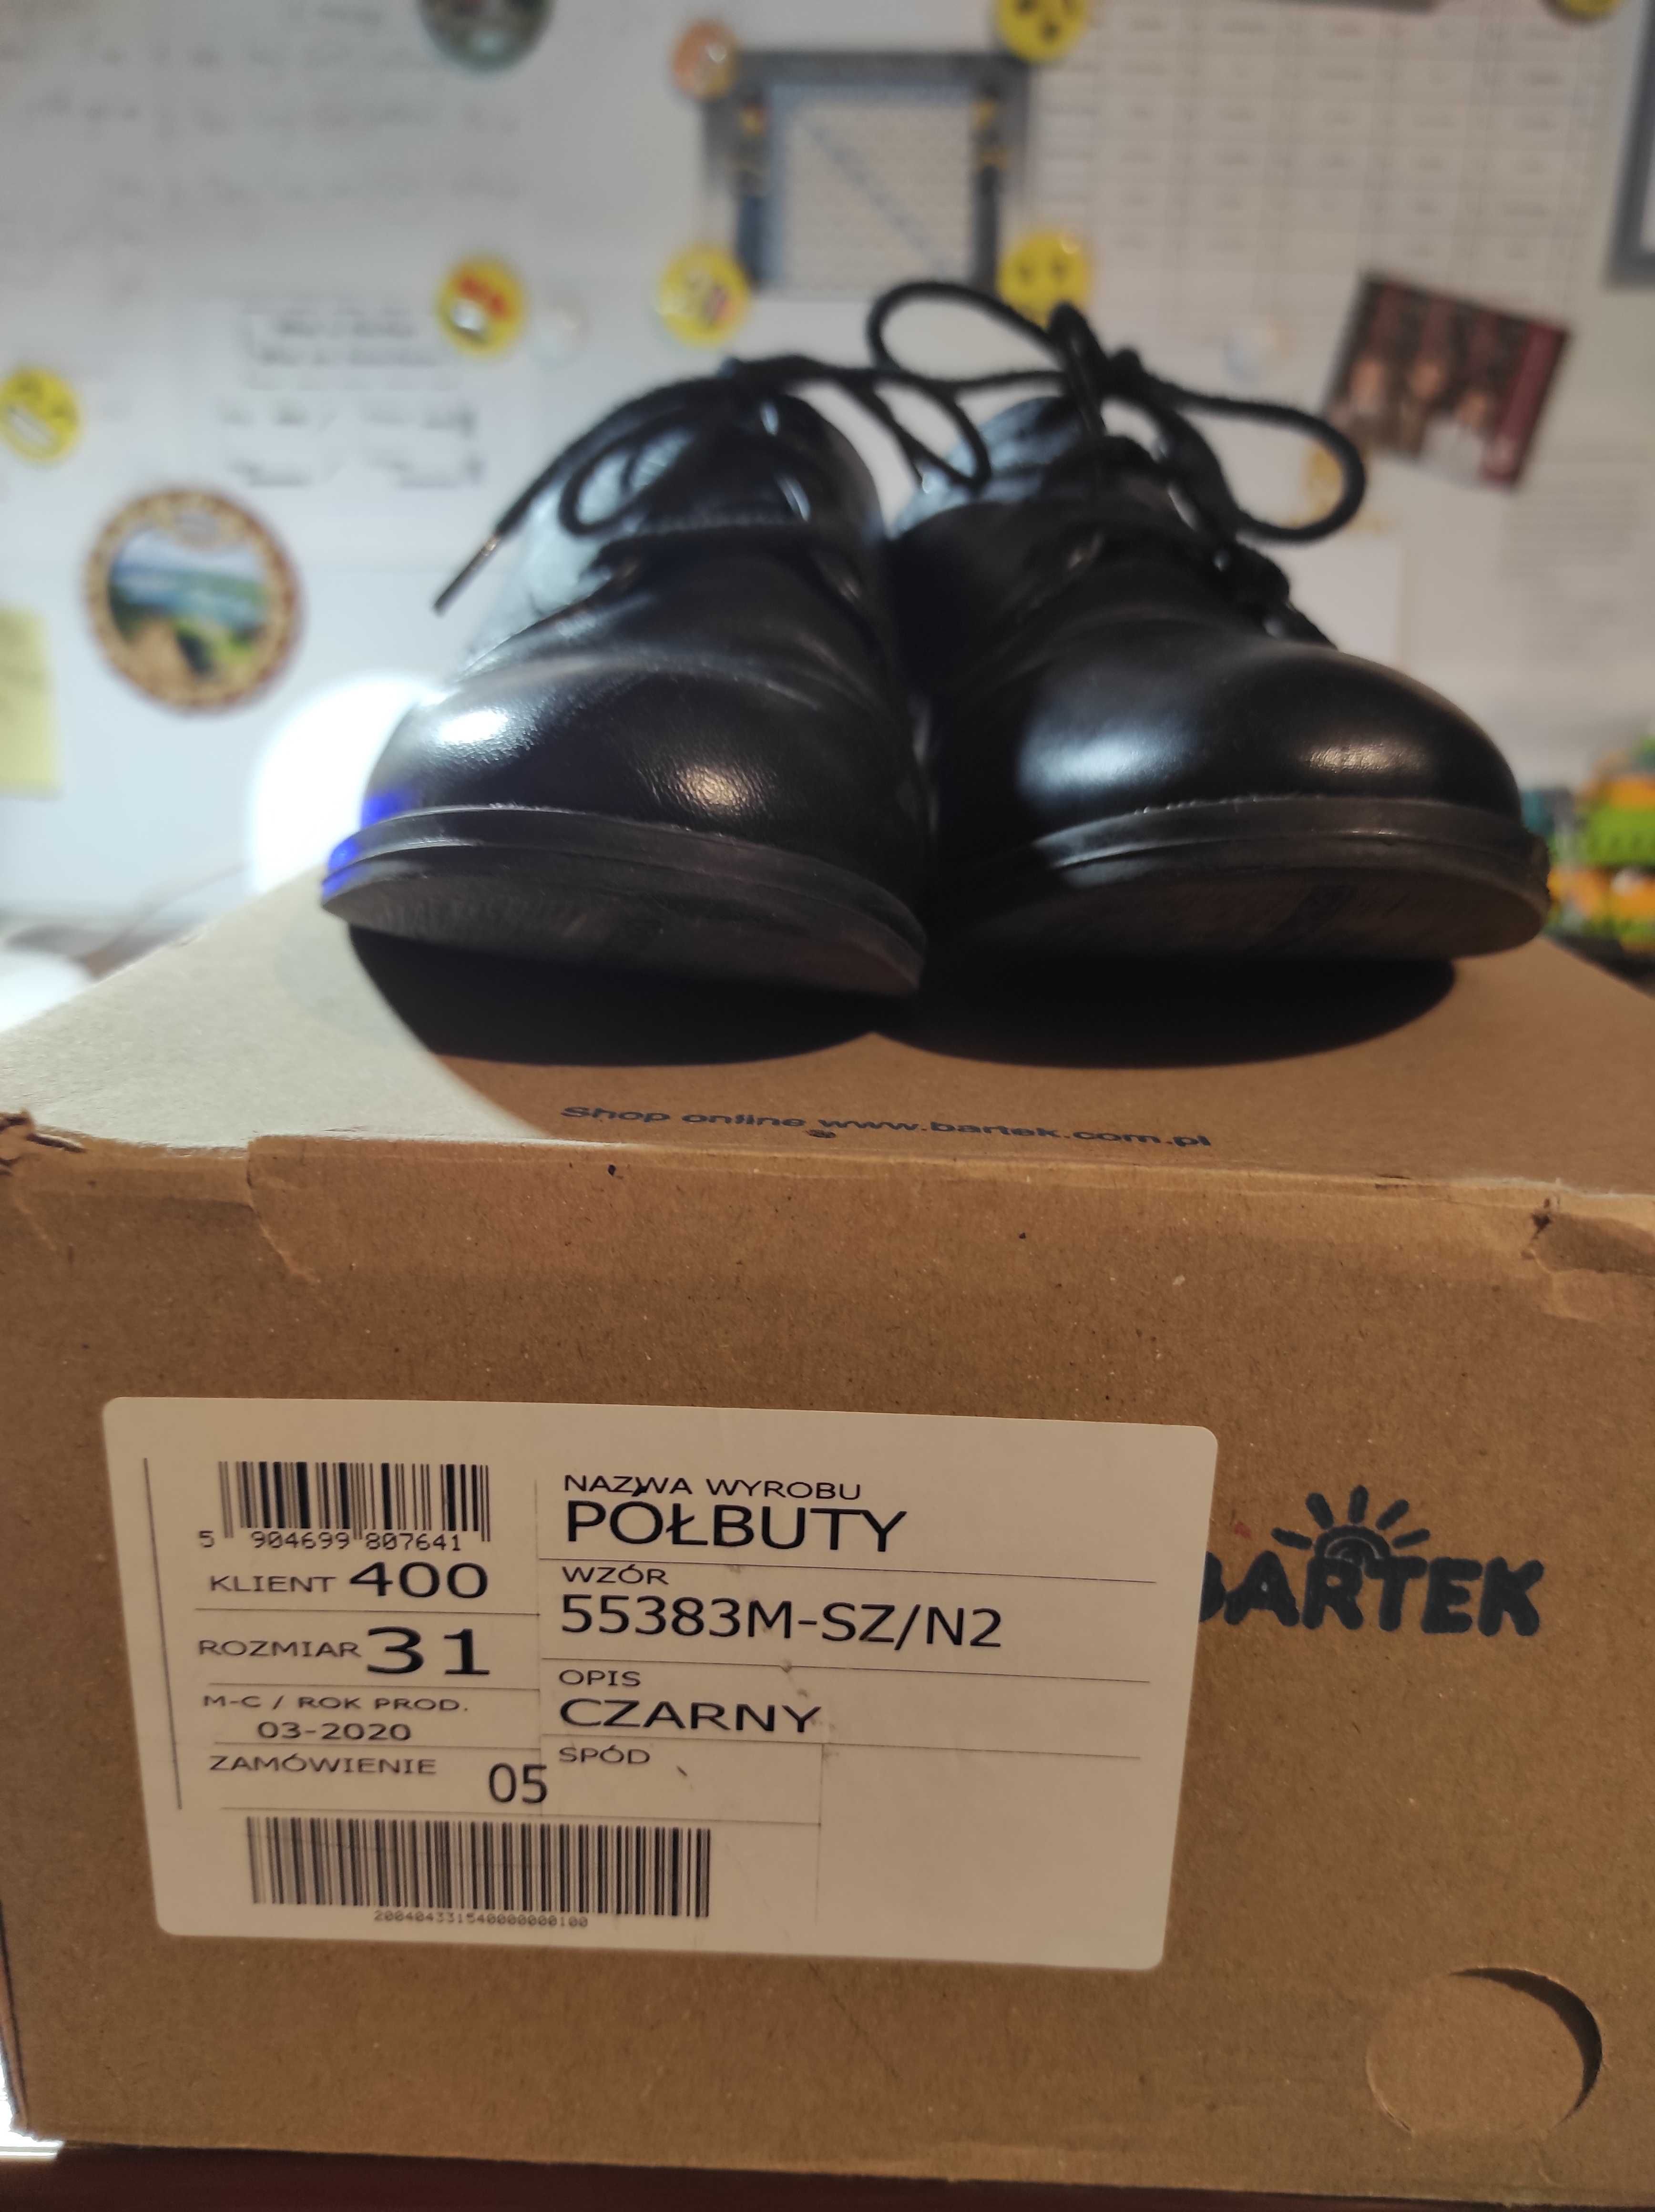 Shop online www.bartek.com.pl
5 904699 807641
KLIENT 400
ROZMIAR 31
M-C / ROK PROD.
03-2020
ZAMÓWIENIE 05
NAZWA WYROBU
PÓŁBUTY
WZÓR
55383M-SZ/N2
OPIS
CZARNY
SPÓD
BARTEK